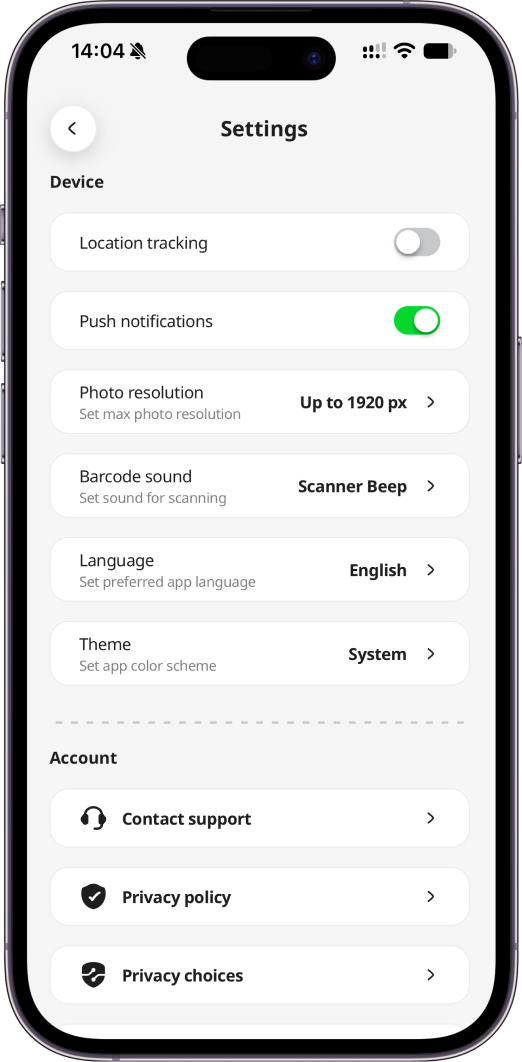 14:04
Settings
Device
Location tracking
Push notifications
Photo resolution
Set max photo resolution
Up to 1920 px
Barcode sound
Set sound for scanning
Scanner Beep
Language
Set preferred app language
English
Theme
Set app color scheme
System
Account
Contact support
Privacy policy
Privacy choices